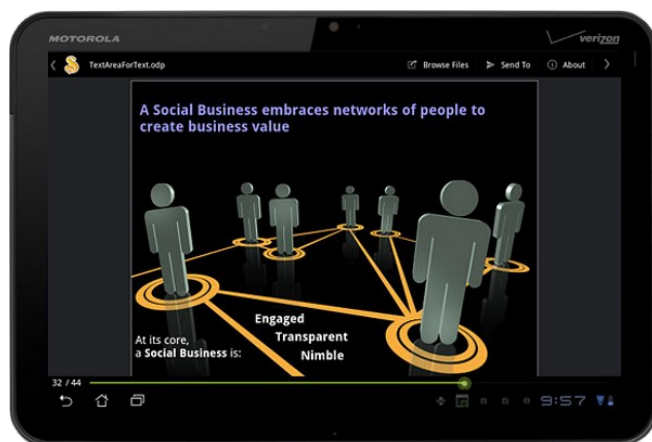 MOTOROLA
verizon
TextAreaForText.odp
Browse Files
Send To
About
A Social Business embraces networks of people to
create business value
Engaged
Transparent
Nimble
At its core,
a Social Business is:
32 / 44
9:57